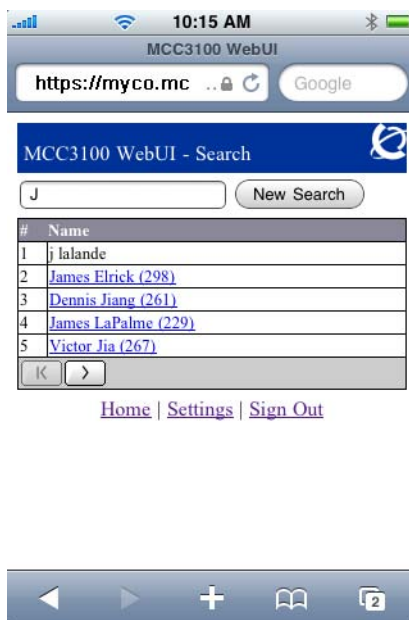 10:15 AM
MCC3100 WebUI
https://myco.mc ..
Google
MCC3100 WebUI - Search
J
New Search
# Name
1 j lalande
2 James Elrick (298)
3 Dennis Jiang (261)
4 James LaPalme (229)
5 Victor Jia (267)
Home | Settings | Sign Out
2